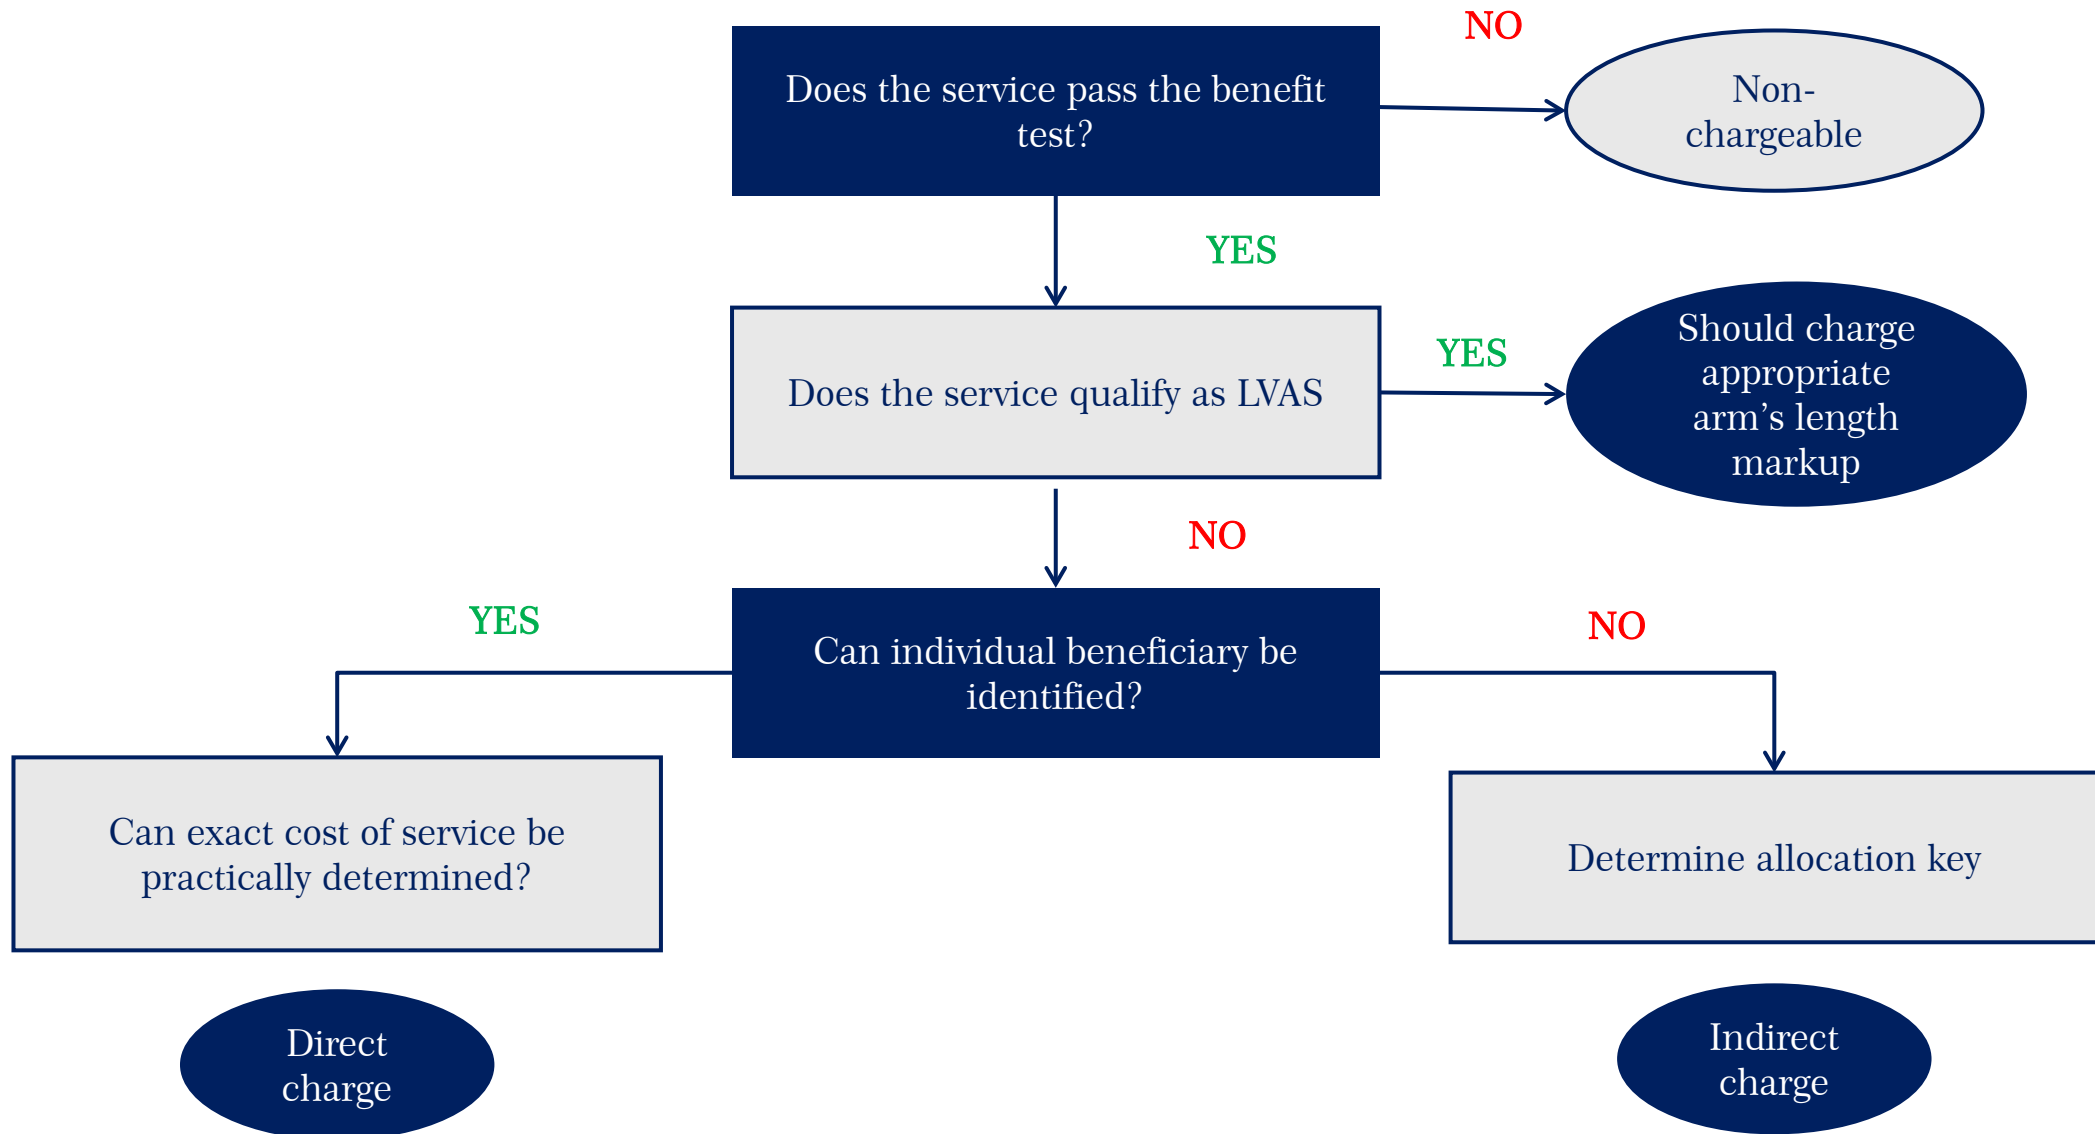 NO
Does the service pass the benefit
test?
Non-
chargeable
YES
Does the service qualify as LVAS
YES
Should charge
appropriate
arm’s length
markup
NO
YES
Can individual beneficiary be
identified?
NO
Can exact cost of service be
practically determined?
Determine allocation key
Direct
charge
Indirect
charge